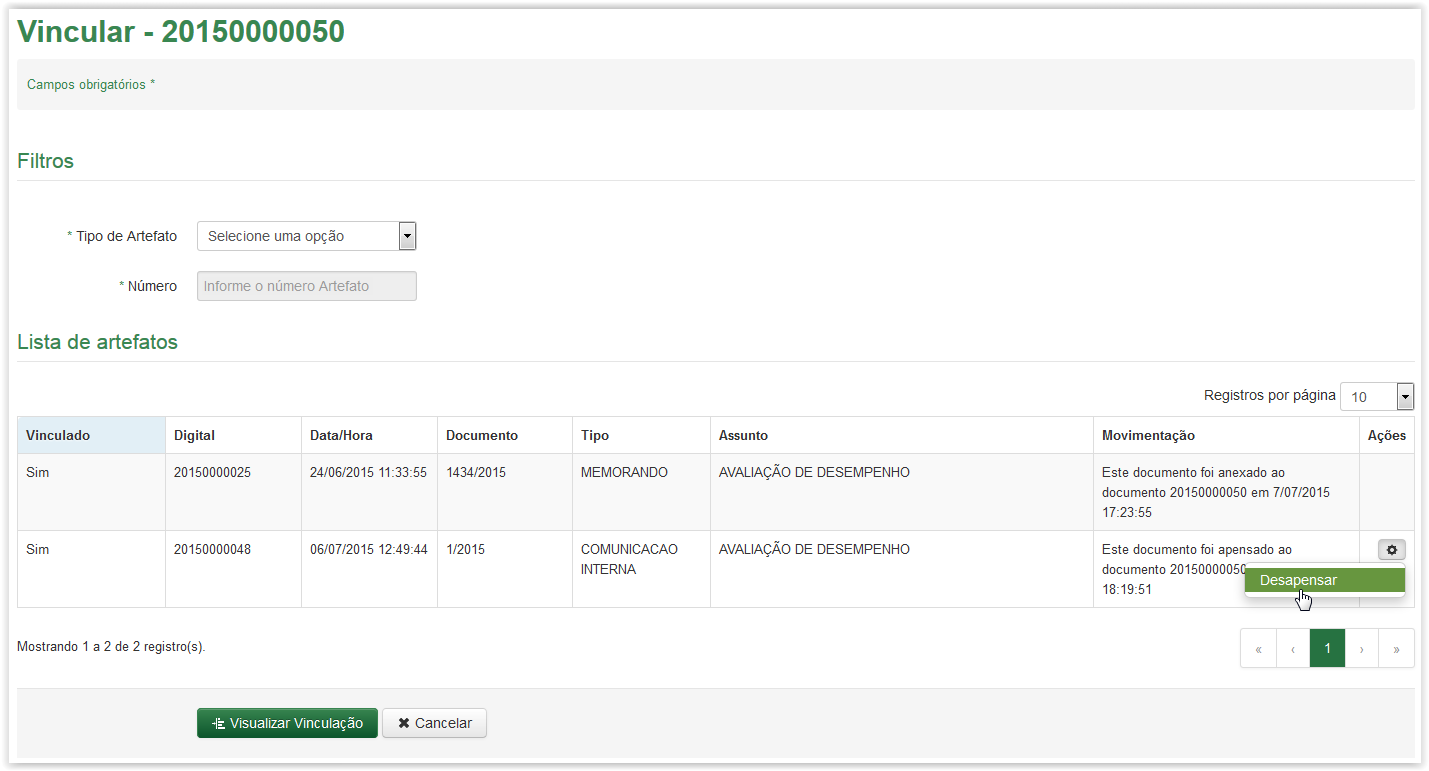 Vincular - 20150000050
Campos obrigatórios *
Filtros
* Tipo de Artefato Selecione uma opção
* Número Informe o número Artefato
Lista de artefatos
Registros por página 10
Vinculado Digital Data/Hora Documento Tipo Assunto Movimentação Ações
Sim 20150000025 24/06/2015 11:33:55 1434/2015 MEMORANDO AVALIAÇÃO DE DESEMPENHO Este documento foi anexado ao
documento 20150000050 em 7/07/2015
17:23:55
Sim 20150000048 06/07/2015 12:49:44 1/2015 COMUNICACAO AVALIAÇÃO DE DESEMPENHO Este documento foi apensado ao
INTERNA documento 20150000050
Desapensar
18:19:51
Mostrando 1 a 2 de 2 registro(s).
« ‹ 1 › »
Visualizar Vinculação Cancelar